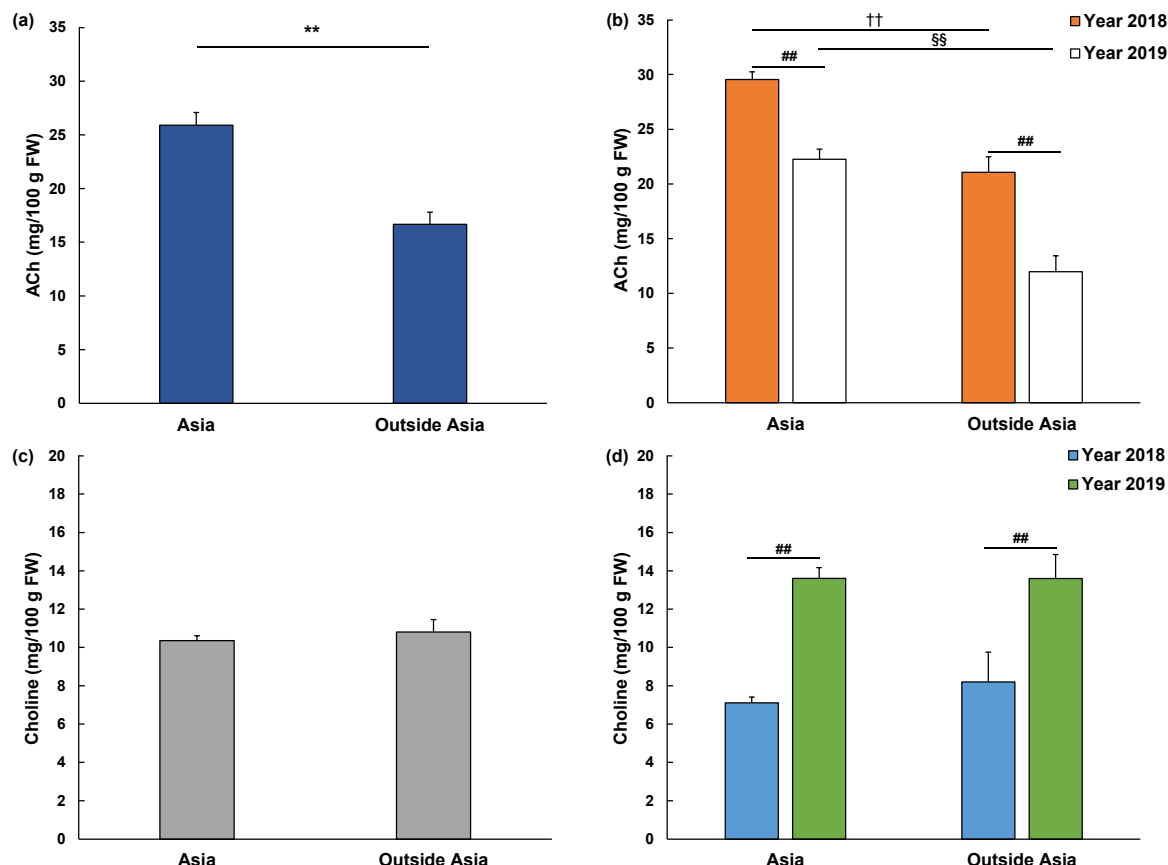 (a)
35
30
25
20
15
10
5
0
ACh (mg/100 g FW)
**
Asia
Outside Asia
(b)
35
30
25
20
15
10
5
0
ACh (mg/100 g FW)
††
§§
##
##
Year 2018
Year 2019
Asia
Outside Asia
(c)
20
18
16
14
12
10
8
6
4
2
0
Choline (mg/100 g FW)
Asia
Outside Asia
(d)
20
18
16
14
12
10
8
6
4
2
0
Choline (mg/100 g FW)
##
##
Year 2018
Year 2019
Asia
Outside Asia